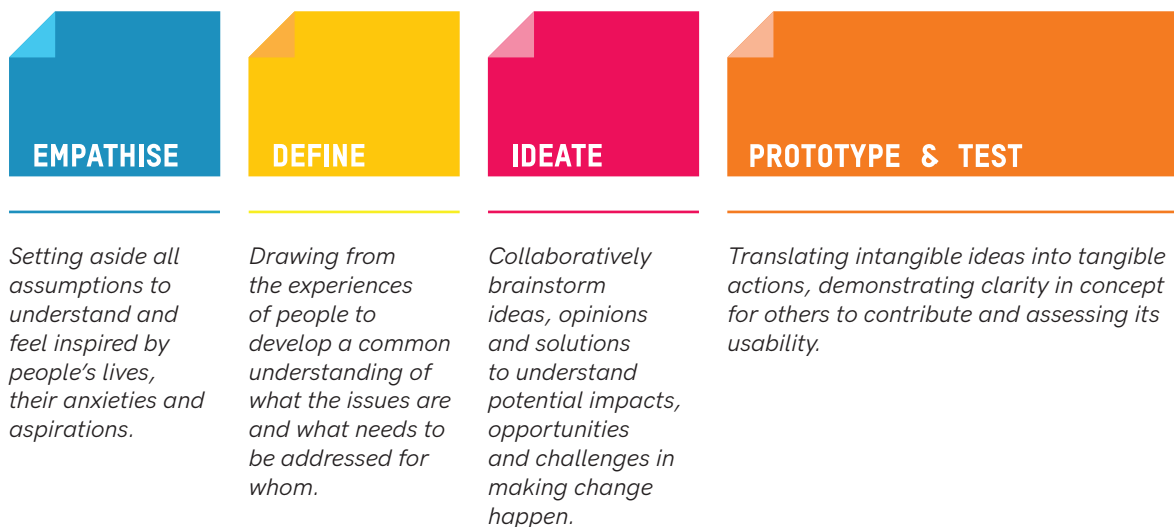 EMPATHISE
Setting aside all
assumptions to
understand and
feel inspired by
people's lives,
their anxieties and
aspirations.
DEFINE
Drawing from
the experiences
of people to
develop a common
understanding of
what the issues are
and what needs to
be addressed for
whom.
IDEATE
Collaboratively
brainstorm
ideas, opinions
and solutions
to understand
potential impacts,
opportunities
and challenges in
making change
happen.
PROTOTYPE & TEST
Translating intangible ideas into tangible
actions, demonstrating clarity in concept
for others to contribute and assessing its
usability.